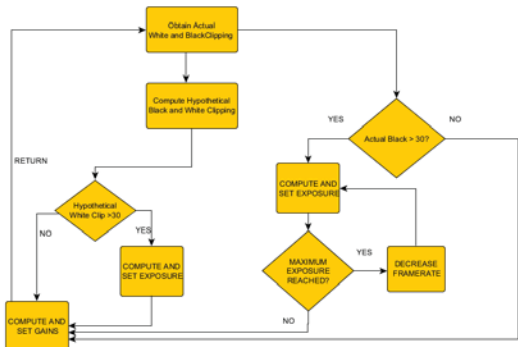 Obtain Actual
White and BlackClipping
Compute Hypothetical
Black and White Clipping
YES
Actual Black > 30?
NO
RETURN
COMPUTE AND
SET EXPOSURE
Hypothetical
White Clip >30
NO
YES
COMPUTE AND
SET EXPOSURE
MAXIMUM
EXPOSURE
REACHED?
YES
DECREASE
FRAMERATE
NO
COMPUTE AND
SET GAINS